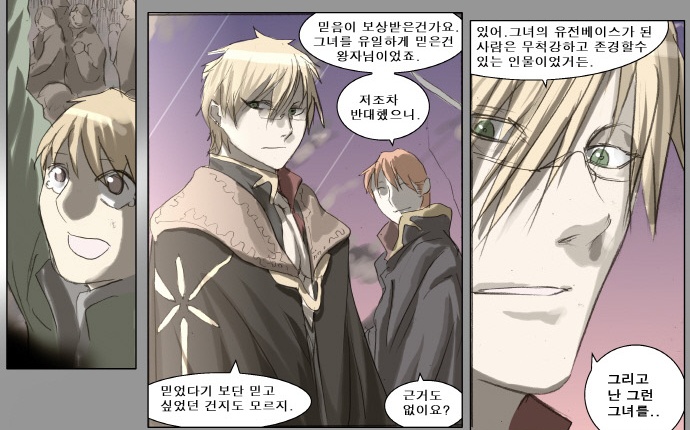 믿음이 보상받은건가요.
그녀를 유일하게 믿은건
왕자님이었죠.
저조차
반대했으니.
믿었다기 보단 믿고
싶었던 건지도 모르지.
근거도
없이요?
있어.그녀의 유전베이스가 된
사람은 무척강하고 존경할수
있는 인물이었거든.
그리고
난 그런
그녀를..